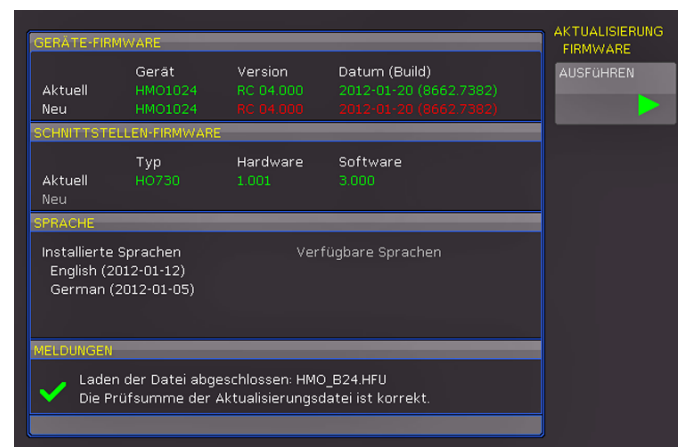 AKTUALISIERUNG
FIRMWARE
AUSFüHREN
GERÄTE-FIRMWARE
Gerät Version Datum (Build)
Aktuell HMO1024 RC 04.000 2012-01-20 (8662.7382)
Neu HMO1024 RC 04.000 2012-01-20 (8662.7382)
SCHNITTSTELLEN-FIRMWARE
Typ Hardware Software
Aktuell HO730 1.001 3.000
Neu
SPRACHE
Installierte Sprachen Verfügbare Sprachen
English (2012-01-12)
German (2012-01-05)
MELDUNGEN
Laden der Datei abgeschlossen: HMO_B24.HFU
Die Prüfsumme der Aktualisierungsdatei ist korrekt.